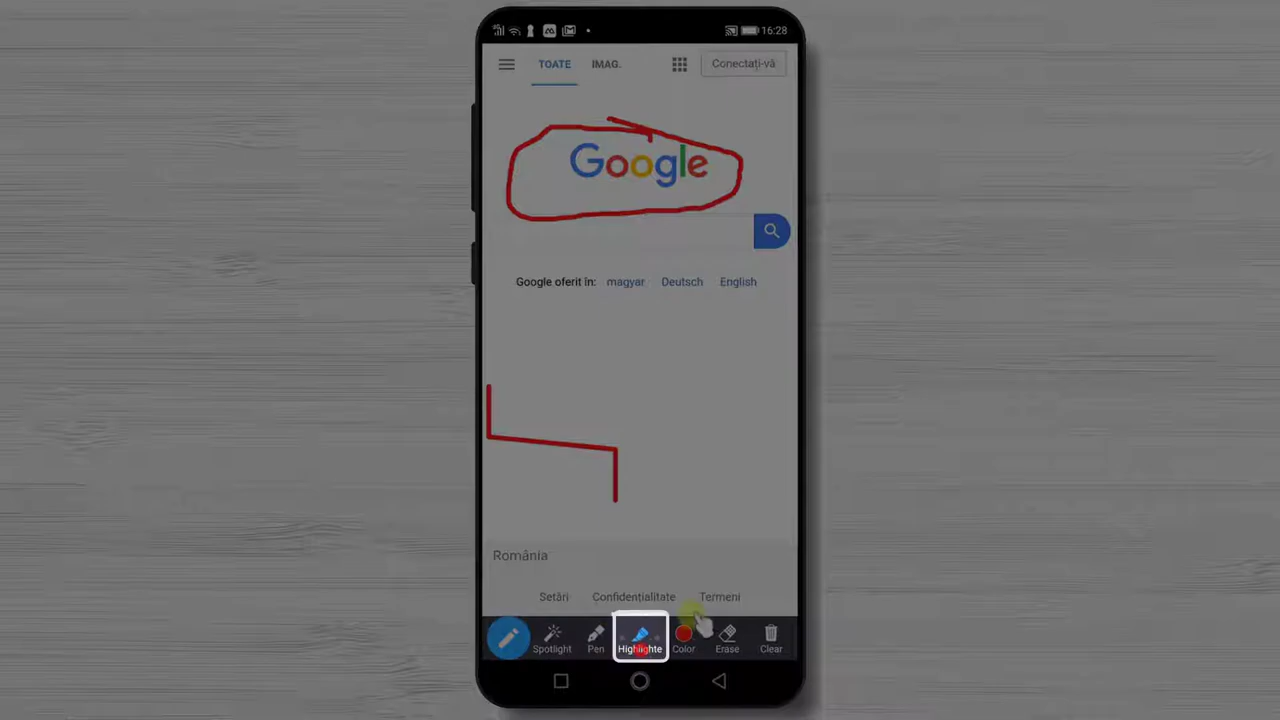 16:28
TOATE IMAG. Conectați-vă
Google
Google oferit în: magyar Deutsch English
România
Setări Confidențialitate Termeni
Spotlight Pen Highlighte Color Erase Clear